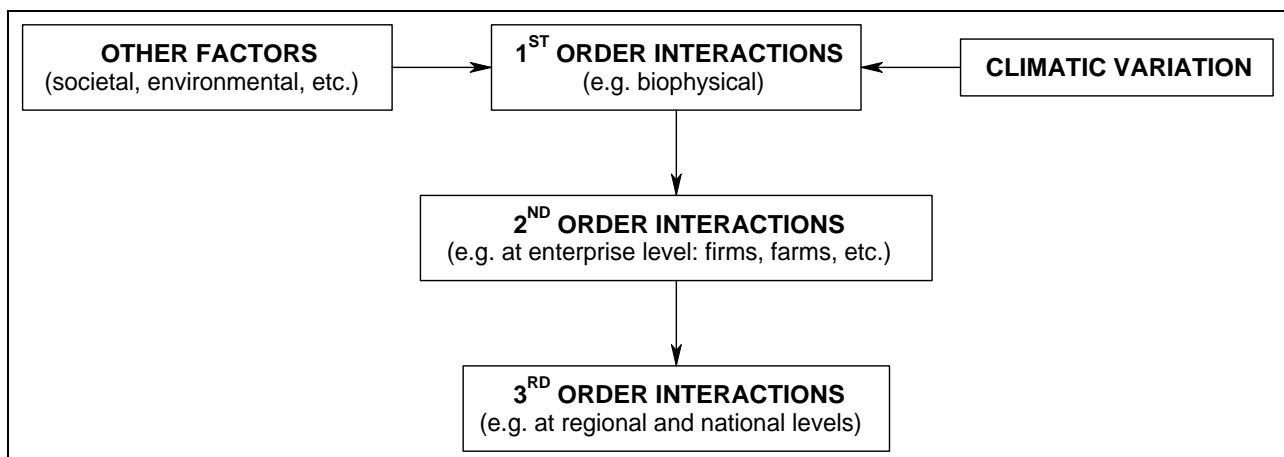 OTHER FACTORS
(societal, environmental, etc.)
1ST ORDER INTERACTIONS
(e.g. biophysical)
CLIMATIC VARIATION
2ND ORDER INTERACTIONS
(e.g. at enterprise level: firms, farms, etc.)
3RD ORDER INTERACTIONS
(e.g. at regional and national levels)